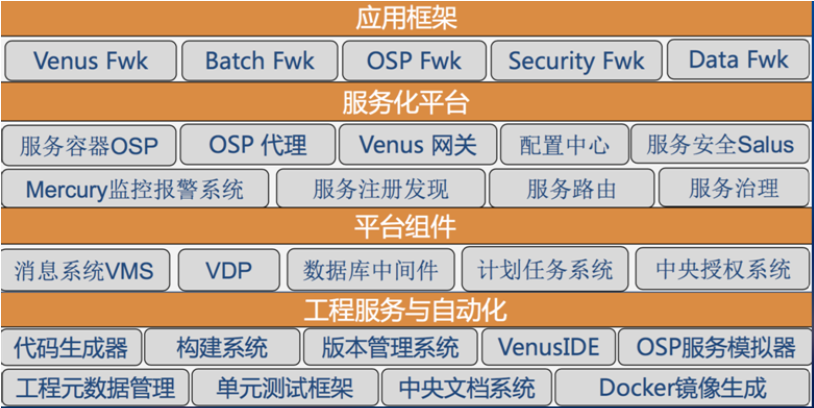 应用框架
Venus Fwk Batch Fwk OSP Fwk Security Fwk Data Fwk
服务化平台
服务容器OSP OSP 代理 Venus 网关 配置中心 服务安全Salus
Mercury监控报警系统 服务注册发现 服务路由 服务治理
平台组件
消息系统VMS VDP 数据库中间件 计划任务系统 中央授权系统
工程服务与自动化
代码生成器 构建系统 版本管理系统 VenusIDE OSP服务模拟器
工程元数据管理 单元测试框架 中央文档系统 Docker镜像生成